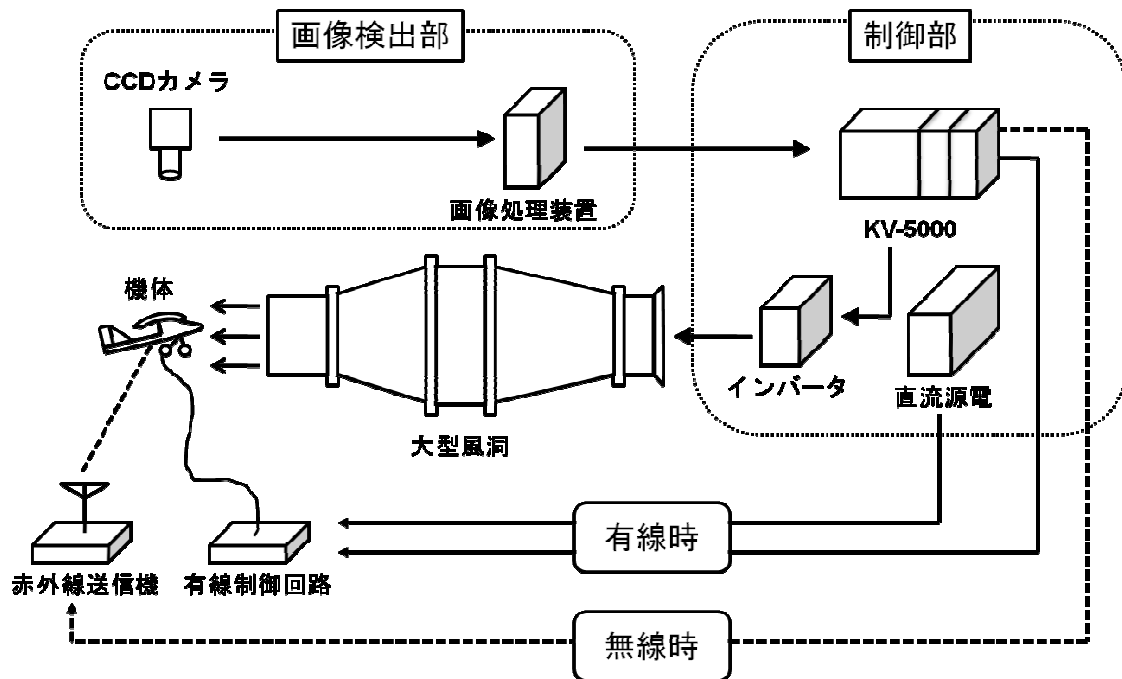 画像検出部
制御部
CCDカメラ
画像処理装置
KV-5000
機体
インバータ
直流源電
大型風洞
有線時
赤外線送信機
有線制御回路
無線時